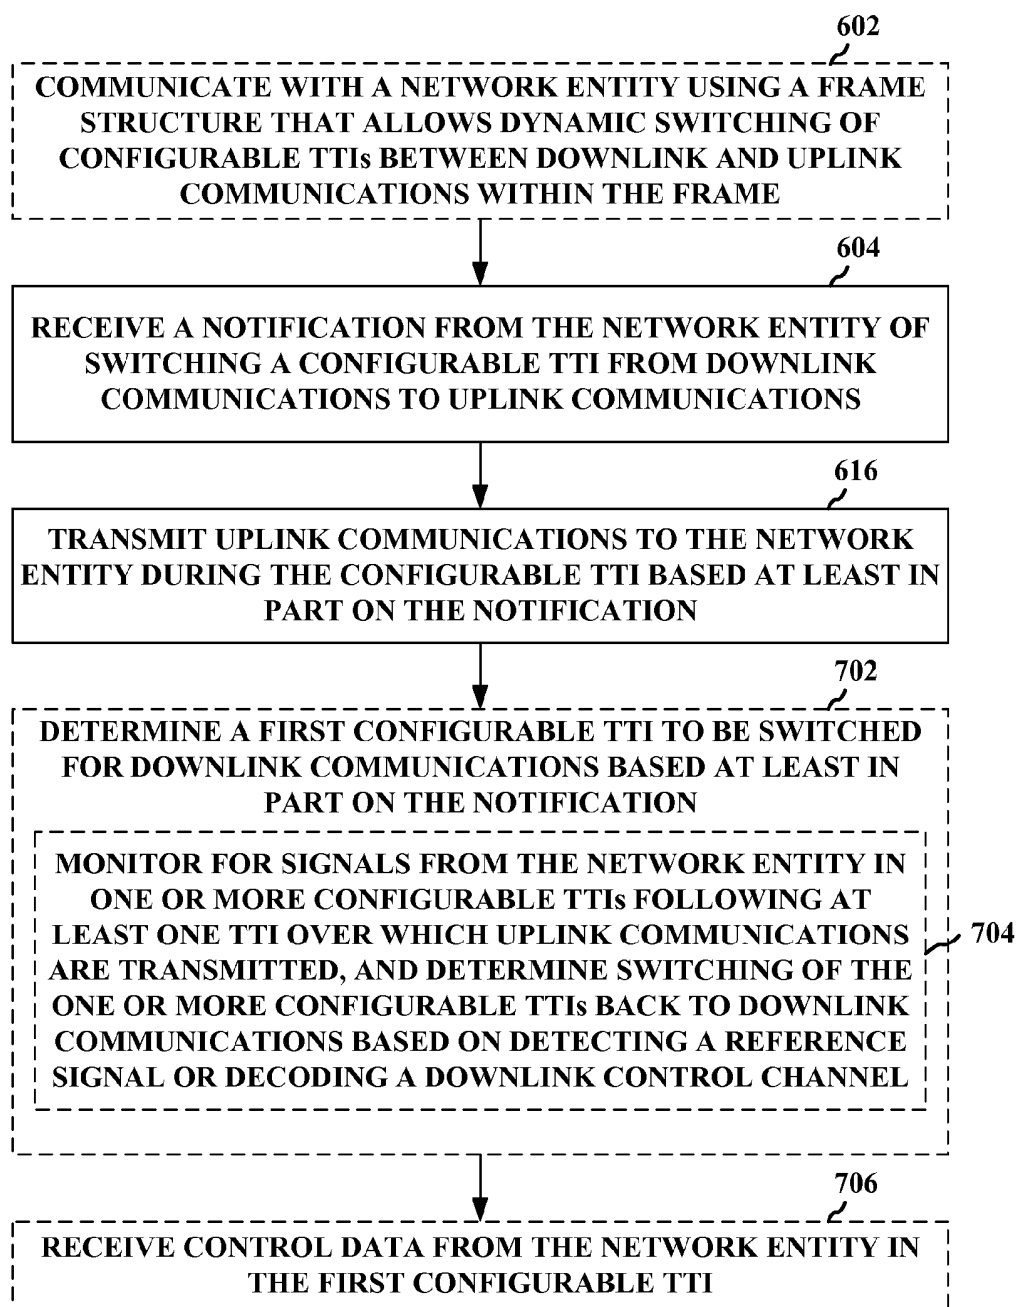 602
COMMUNICATE WITH A NETWORK ENTITY USING A FRAME
STRUCTURE THAT ALLOWS DYNAMIC SWITCHING OF
CONFIGURABLE TTIs BETWEEN DOWNLINK AND UPLINK
COMMUNICATIONS WITHIN THE FRAME
604
RECEIVE A NOTIFICATION FROM THE NETWORK ENTITY OF
SWITCHING A CONFIGURABLE TTI FROM DOWNLINK
COMMUNICATIONS TO UPLINK COMMUNICATIONS
616
TRANSMIT UPLINK COMMUNICATIONS TO THE NETWORK
ENTITY DURING THE CONFIGURABLE TTI BASED AT LEAST IN
PART ON THE NOTIFICATION
702
DETERMINE A FIRST CONFIGURABLE TTI TO BE SWITCHED
FOR DOWNLINK COMMUNICATIONS BASED AT LEAST IN
PART ON THE NOTIFICATION
MONITOR FOR SIGNALS FROM THE NETWORK ENTITY IN
ONE OR MORE CONFIGURABLE TTIs FOLLOWING AT
LEAST ONE TTI OVER WHICH UPLINK COMMUNICATIONS
ARE TRANSMITTED, AND DETERMINE SWITCHING OF THE
ONE OR MORE CONFIGURABLE TTIs BACK TO DOWNLINK
COMMUNICATIONS BASED ON DETECTING A REFERENCE
SIGNAL OR DECODING A DOWNLINK CONTROL CHANNEL
704
706
RECEIVE CONTROL DATA FROM THE NETWORK ENTITY IN
THE FIRST CONFIGURABLE TTI